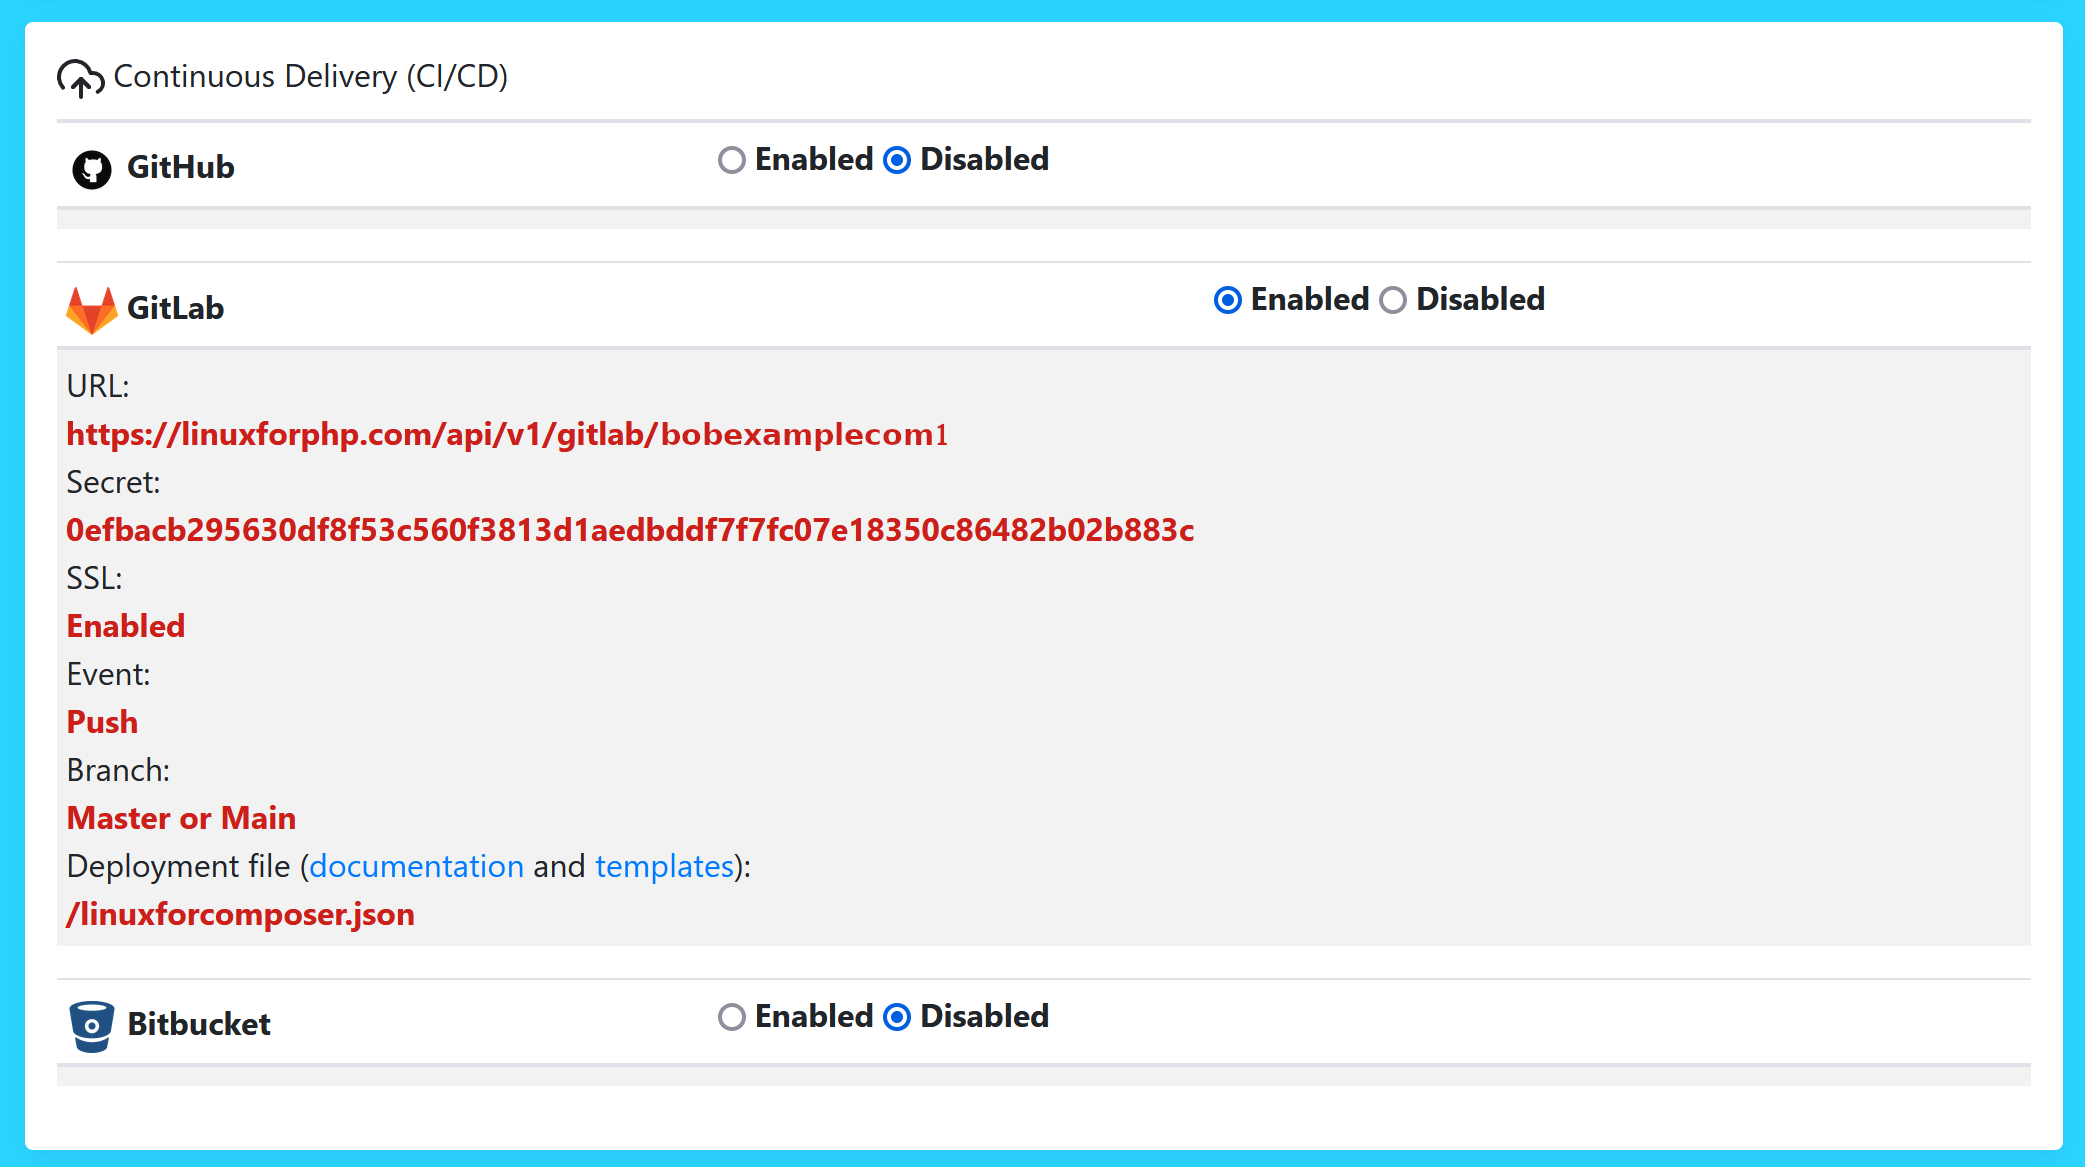 Continuous Delivery (CI/CD)
GitHub Enabled Disabled
GitLab Enabled Disabled
URL:
https://linuxforphp.com/api/v1/gitlab/bobexamplecom1
Secret:
0efbacb295630df8f53c560f3813d1aedbddf7f7fc07e18350c86482b02b883c
SSL:
Enabled
Event:
Push
Branch:
Master or Main
Deployment file (documentation and templates):
/linuxforcomposer.json
Bitbucket Enabled Disabled